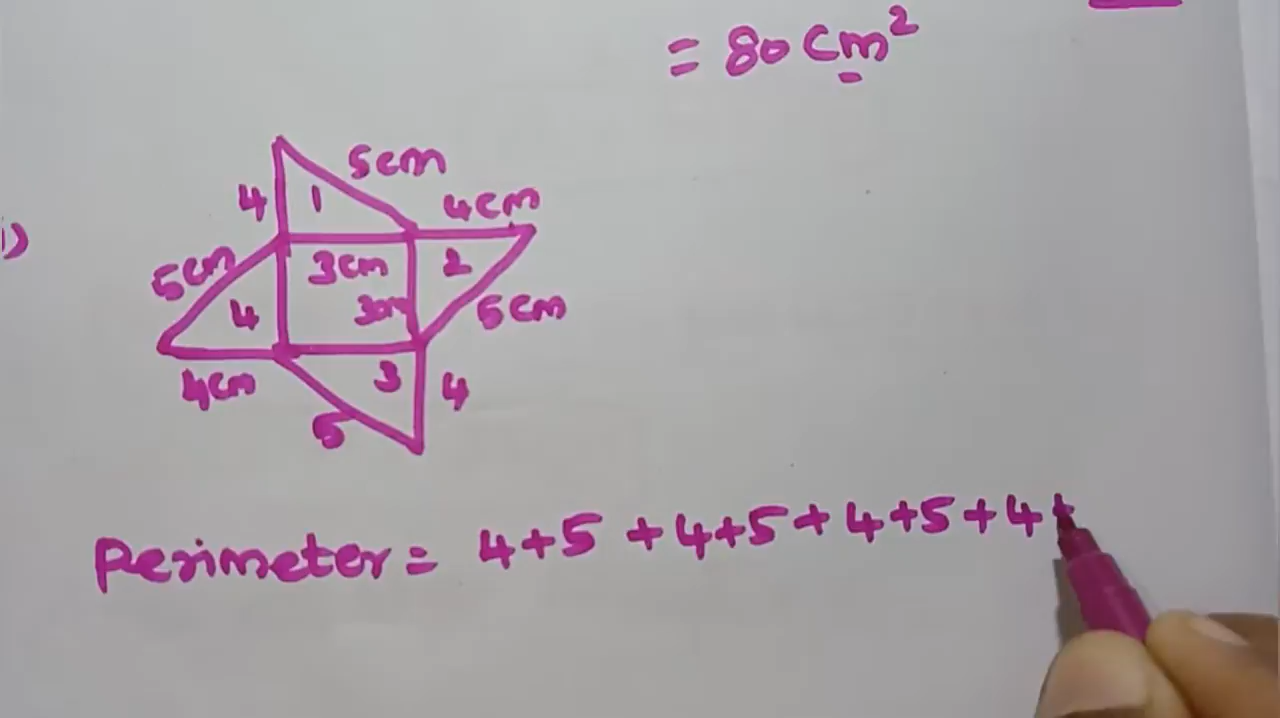 = 80 cm²
5cm
4
1
4cm
5cm
3cm
2
4
3cm
5cm
4cm
3
4
5
Perimeter = 4+5 +4+5+4+5+4+